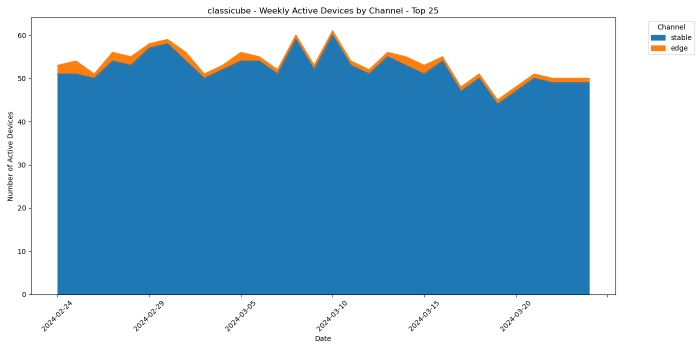 classicube - Weekly Active Devices by Channel - Top 25
Channel
stable
edge
Number of Active Devices
60
50
40
30
20
10
0
2024-02-24
2024-02-29
2024-03-05
2024-03-10
2024-03-15
2024-03-20
Date